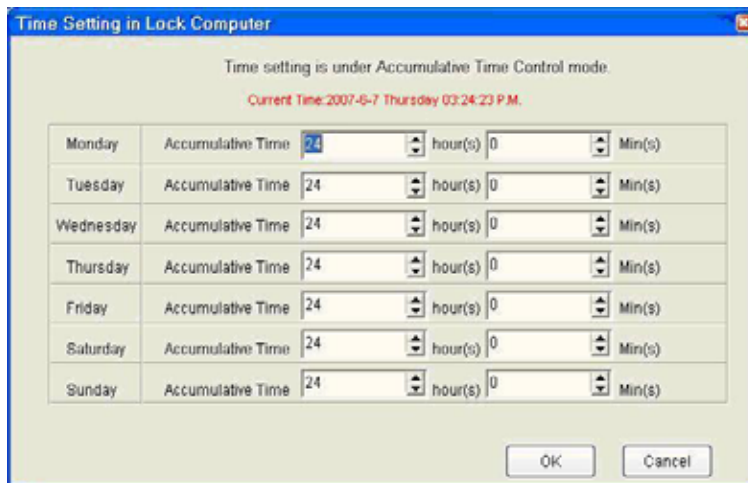 Time Setting in Lock Computer
Time setting is under Accumulative Time Control mode.
Current Time:2007-6-7 Thursday 03:24:23 P.M.
Monday Accumulative Time 24 hour(s) 0 Min(s)
Tuesday Accumulative Time 24 hour(s) 0 Min(s)
Wednesday Accumulative Time 24 hour(s) 0 Min(s)
Thursday Accumulative Time 24 hour(s) 0 Min(s)
Friday Accumulative Time 24 hour(s) 0 Min(s)
Saturday Accumulative Time 24 hour(s) 0 Min(s)
Sunday Accumulative Time 24 hour(s) 0 Min(s)
OK Cancel